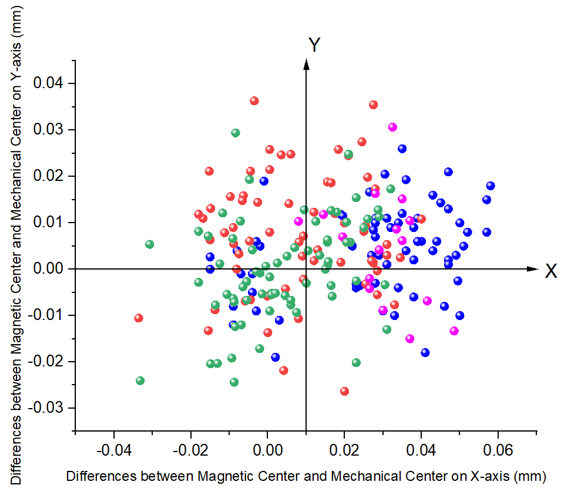 Differences between Magnetic Center and Mechanical Center on Y-axis (mm)
Y
0.04
0.03
0.02
0.01
0.00
X
-0.01
-0.02
-0.03
-0.04 -0.02 0.00 0.02 0.04 0.06
Differences between Magnetic Center and Mechanical Center on X-axis (mm)